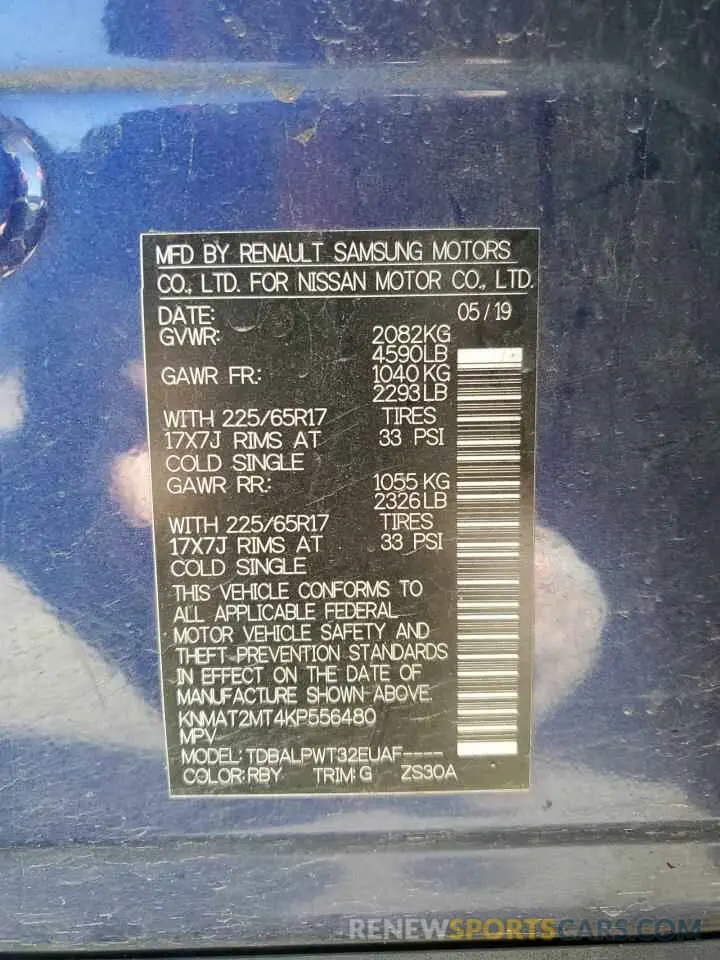 MFD BY RENAULT SAMSUNG MOTORS
CO., LTD. FOR NISSAN MOTOR CO., LTD.
DATE: 05/19
GVWR: 2082KG
4590LB
GAWR FR.: 1040 KG
2293LB
WITH 225/65R17 TIRES
17X7J RIMS AT 33 PSI
COLD SINGLE
GAWR RR.: 1055 KG
2326LB
WITH 225/65R17 TIRES
17X7J RIMS AT 33 PSI
COLD SINGLE
THIS VEHICLE CONFORMS TO
ALL APPLICABLE FEDERAL
MOTOR VEHICLE SAFETY AND
THEFT PREVENTION STANDARDS
IN EFFECT ON THE DATE OF
MANUFACTURE SHOWN ABOVE.
KNMAT2MT4KP556480
MPV
MODEL: TDBALPWT32EUAF----
COLOR:RBY TRIM:G ZS30A
RENEWSPORTSCARS.COM